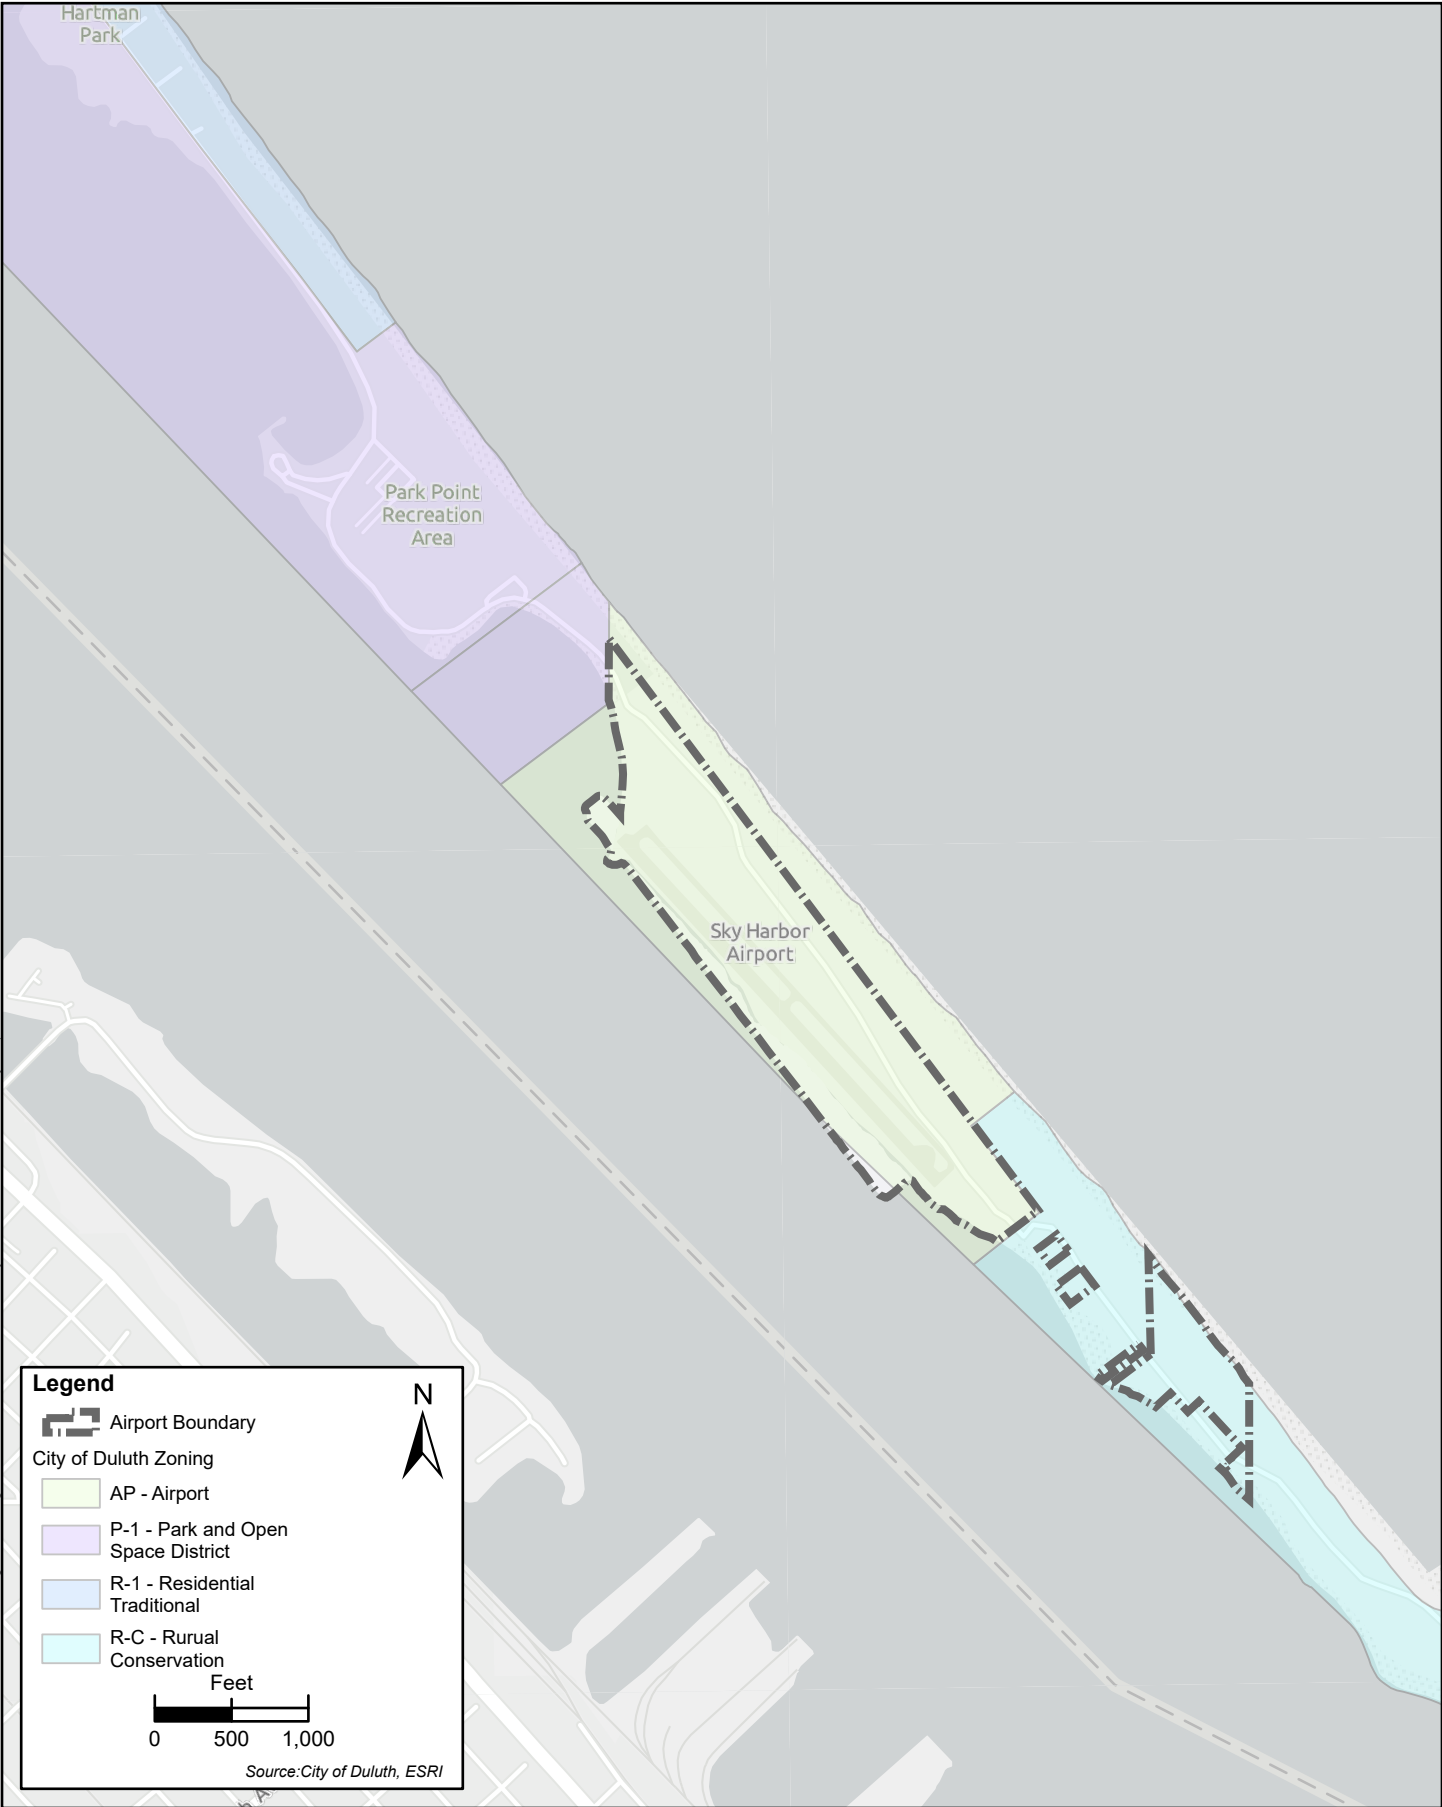 Hartman
Park
Park Point
Recreation
Area
Sky Harbor
Airport
Legend
N
Airport Boundary
City of Duluth Zoning
AP - Airport
P-1 - Park and Open
Space District
R-1 - Residential
Traditional
R-C - Rurual
Conservation
Feet
0 500 1,000
Source:City of Duluth, ESRI